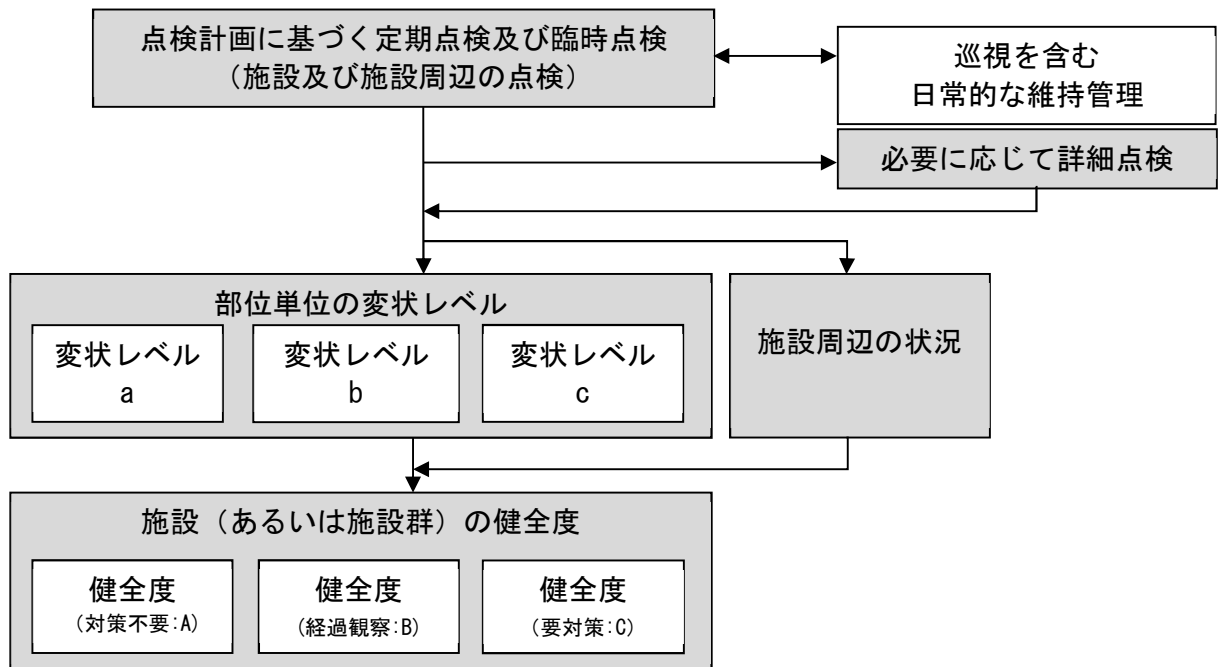 点検計画に基づく定期点検及び臨時点検
（施設及び施設周辺の点検）
巡視を含む
日常的な維持管理
必要に応じて詳細点検
部位単位の変状レベル
変状レベル
a
変状レベル
b
変状レベル
c
施設周辺の状況
施設（あるいは施設群）の健全度
健全度
(対策不要:A)
健全度
(経過観察:B)
健全度
(要対策:C)